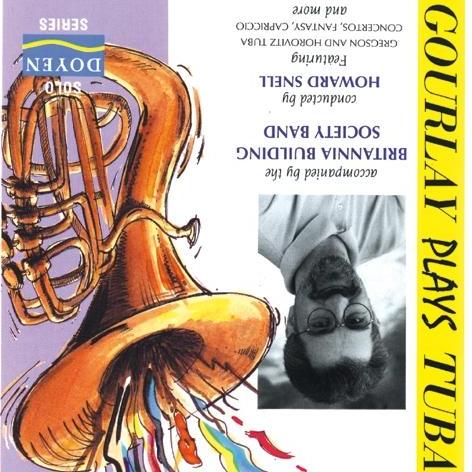 GOURLAY PLAYS TUBA
accompanied by the
BRITANNIA BUILDING
SOCIETY BAND
conducted by
HOWARD SNELL
Featuring
GREGSON AND HOROVITZ TUBA
CONCERTOS, FANTASY, CAPRICCIO
and more
SOLO
DOYEN
SERIES